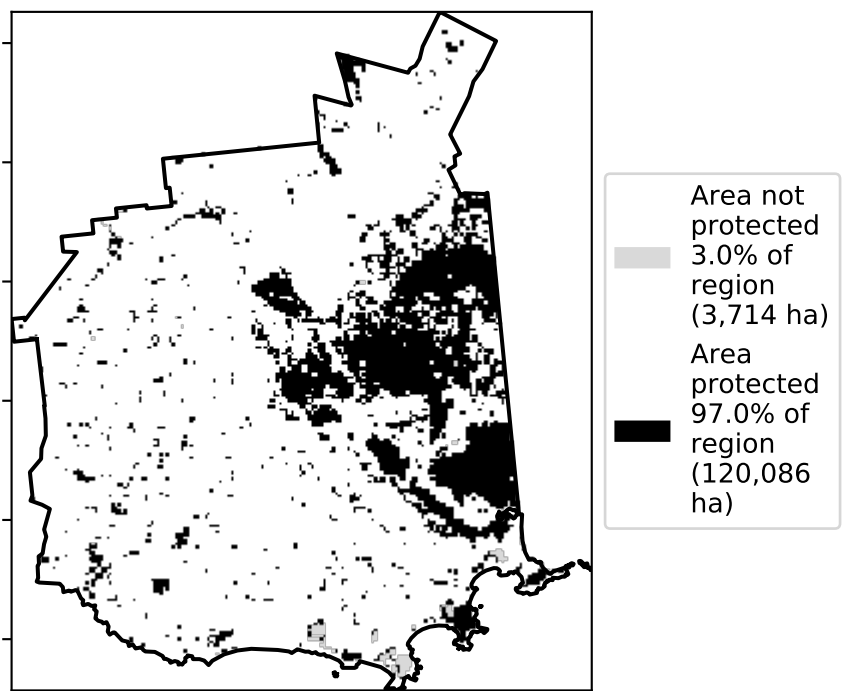 Area not
protected
3.0% of
region
(3,714 ha)
Area
protected
97.0% of
region
(120,086
ha)